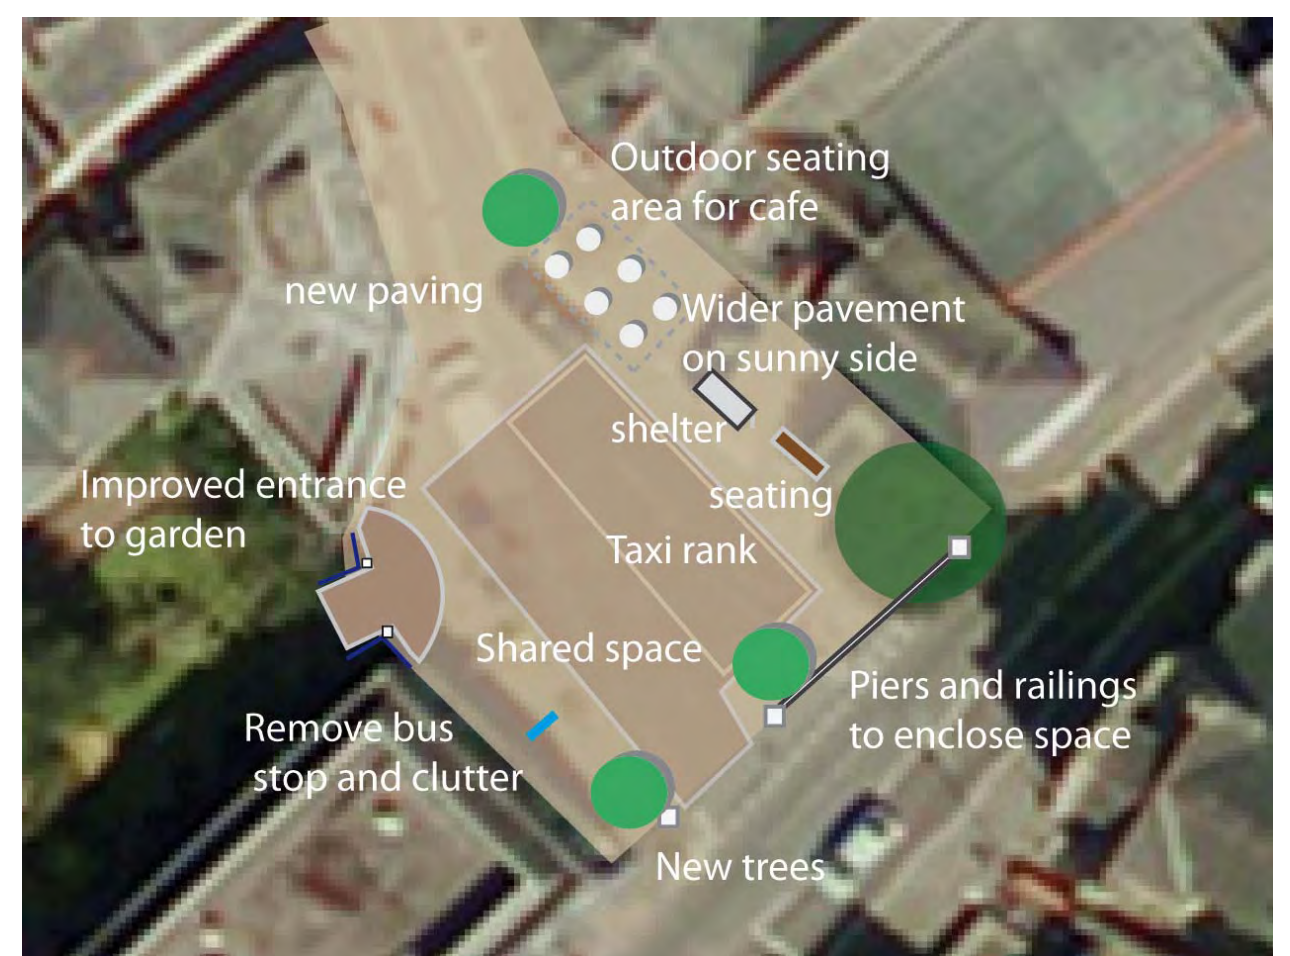 Outdoor seating
area for cafe
new paving
Wider pavement
on sunny side
shelter
Improved entrance
to garden
seating
Taxi rank
Shared space
Piers and railings
to enclose space
Remove bus
stop and clutter
New trees